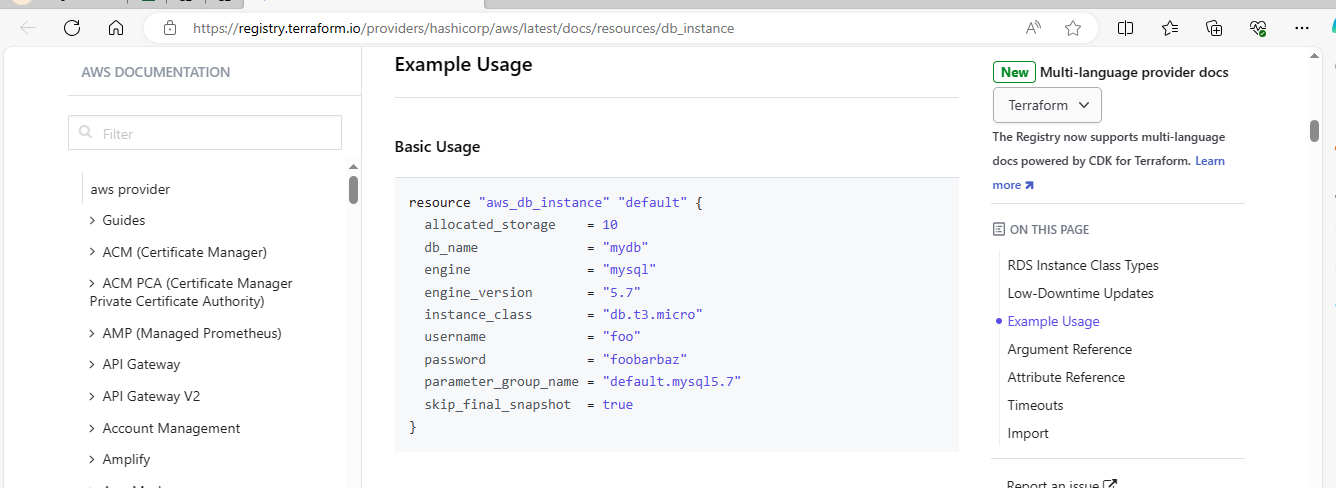 https://registry.terraform.io/providers/hashicorp/aws/latest/docs/resources/db_instance
AWS DOCUMENTATION
Filter
aws provider
Guides
ACM (Certificate Manager)
ACM PCA (Certificate Manager
Private Certificate Authority)
AMP (Managed Prometheus)
API Gateway
API Gateway V2
Account Management
Amplify
Example Usage
Basic Usage
resource "aws_db_instance" "default" {
  allocated_storage    = 10
  db_name              = "mydb"
  engine               = "mysql"
  engine_version       = "5.7"
  instance_class       = "db.t3.micro"
  username             = "foo"
  password             = "foobarbaz"
  parameter_group_name = "default.mysql5.7"
  skip_final_snapshot  = true
}
New Multi-language provider docs
Terraform
The Registry now supports multi-language
docs powered by CDK for Terraform. Learn
more
ON THIS PAGE
RDS Instance Class Types
Low-Downtime Updates
Example Usage
Argument Reference
Attribute Reference
Timeouts
Import
Report an issue